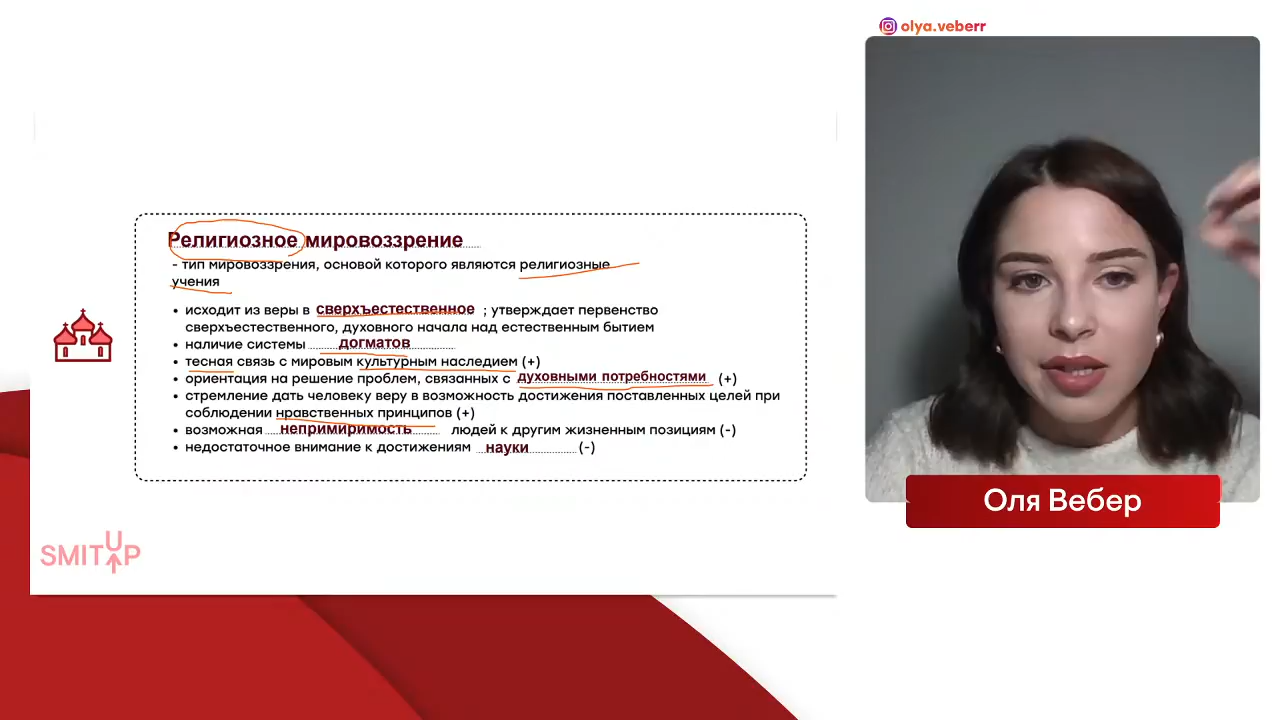 olya.veberr
Религиозное мировоззрение
- тип мировоззрения, основой которого являются религиозные
учения
• исходит из веры в сверхъестественное ; утверждает первенство
сверхъестественного, духовного начала над естественным бытием
• наличие системы догматов
• тесная связь с мировым культурным наследием (+)
• ориентация на решение проблем, связанных с духовными потребностями (+)
• стремление дать человеку веру в возможность достижения поставленных целей при
соблюдении нравственных принципов (+)
• возможная непримиримость людей к другим жизненным позициям (-)
• недостаточное внимание к достижениям науки (-)
Оля Вебер
SMITUP